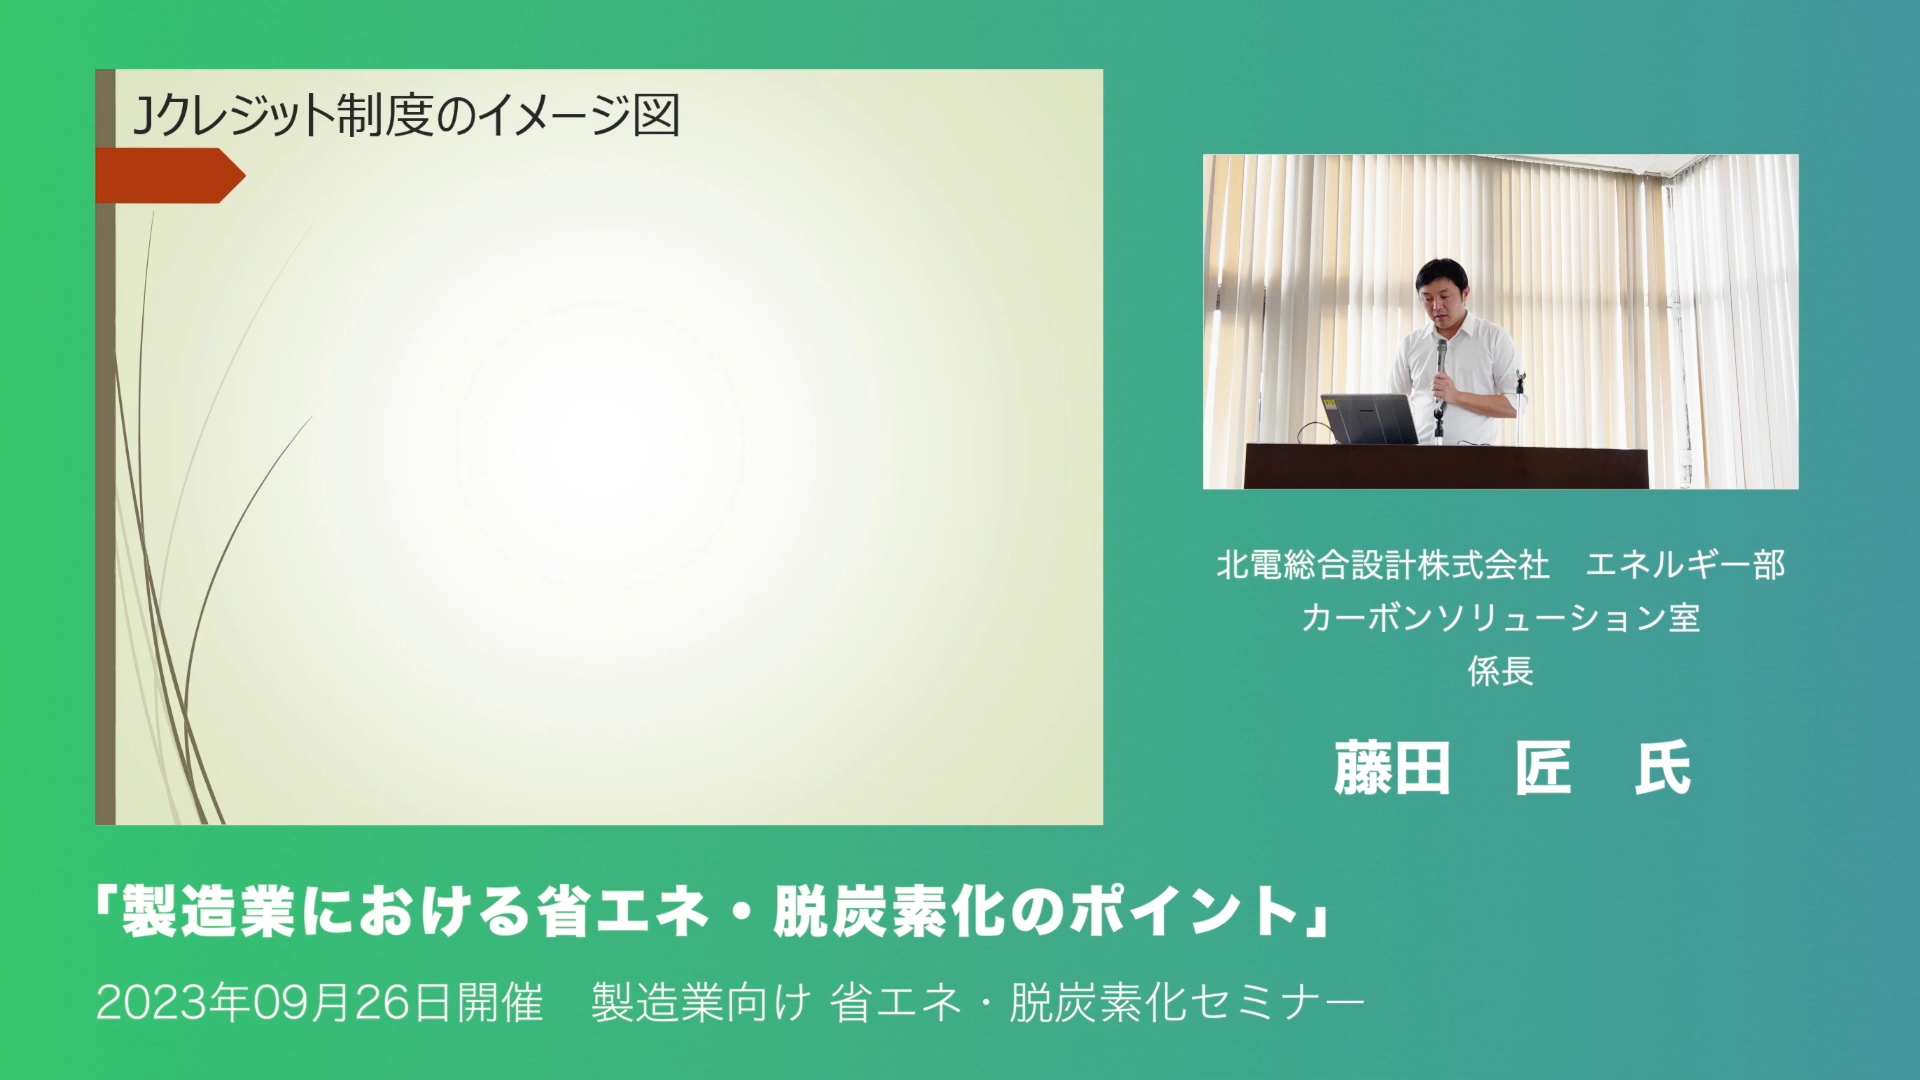 Jクレジット制度のイメージ図
北電総合設計株式会社　エネルギー部
カーボンソリューション室
係長
藤田　匠　氏
「製造業における省エネ・脱炭素化のポイント」
2023年09月26日開催　製造業向け 省エネ・脱炭素化セミナー